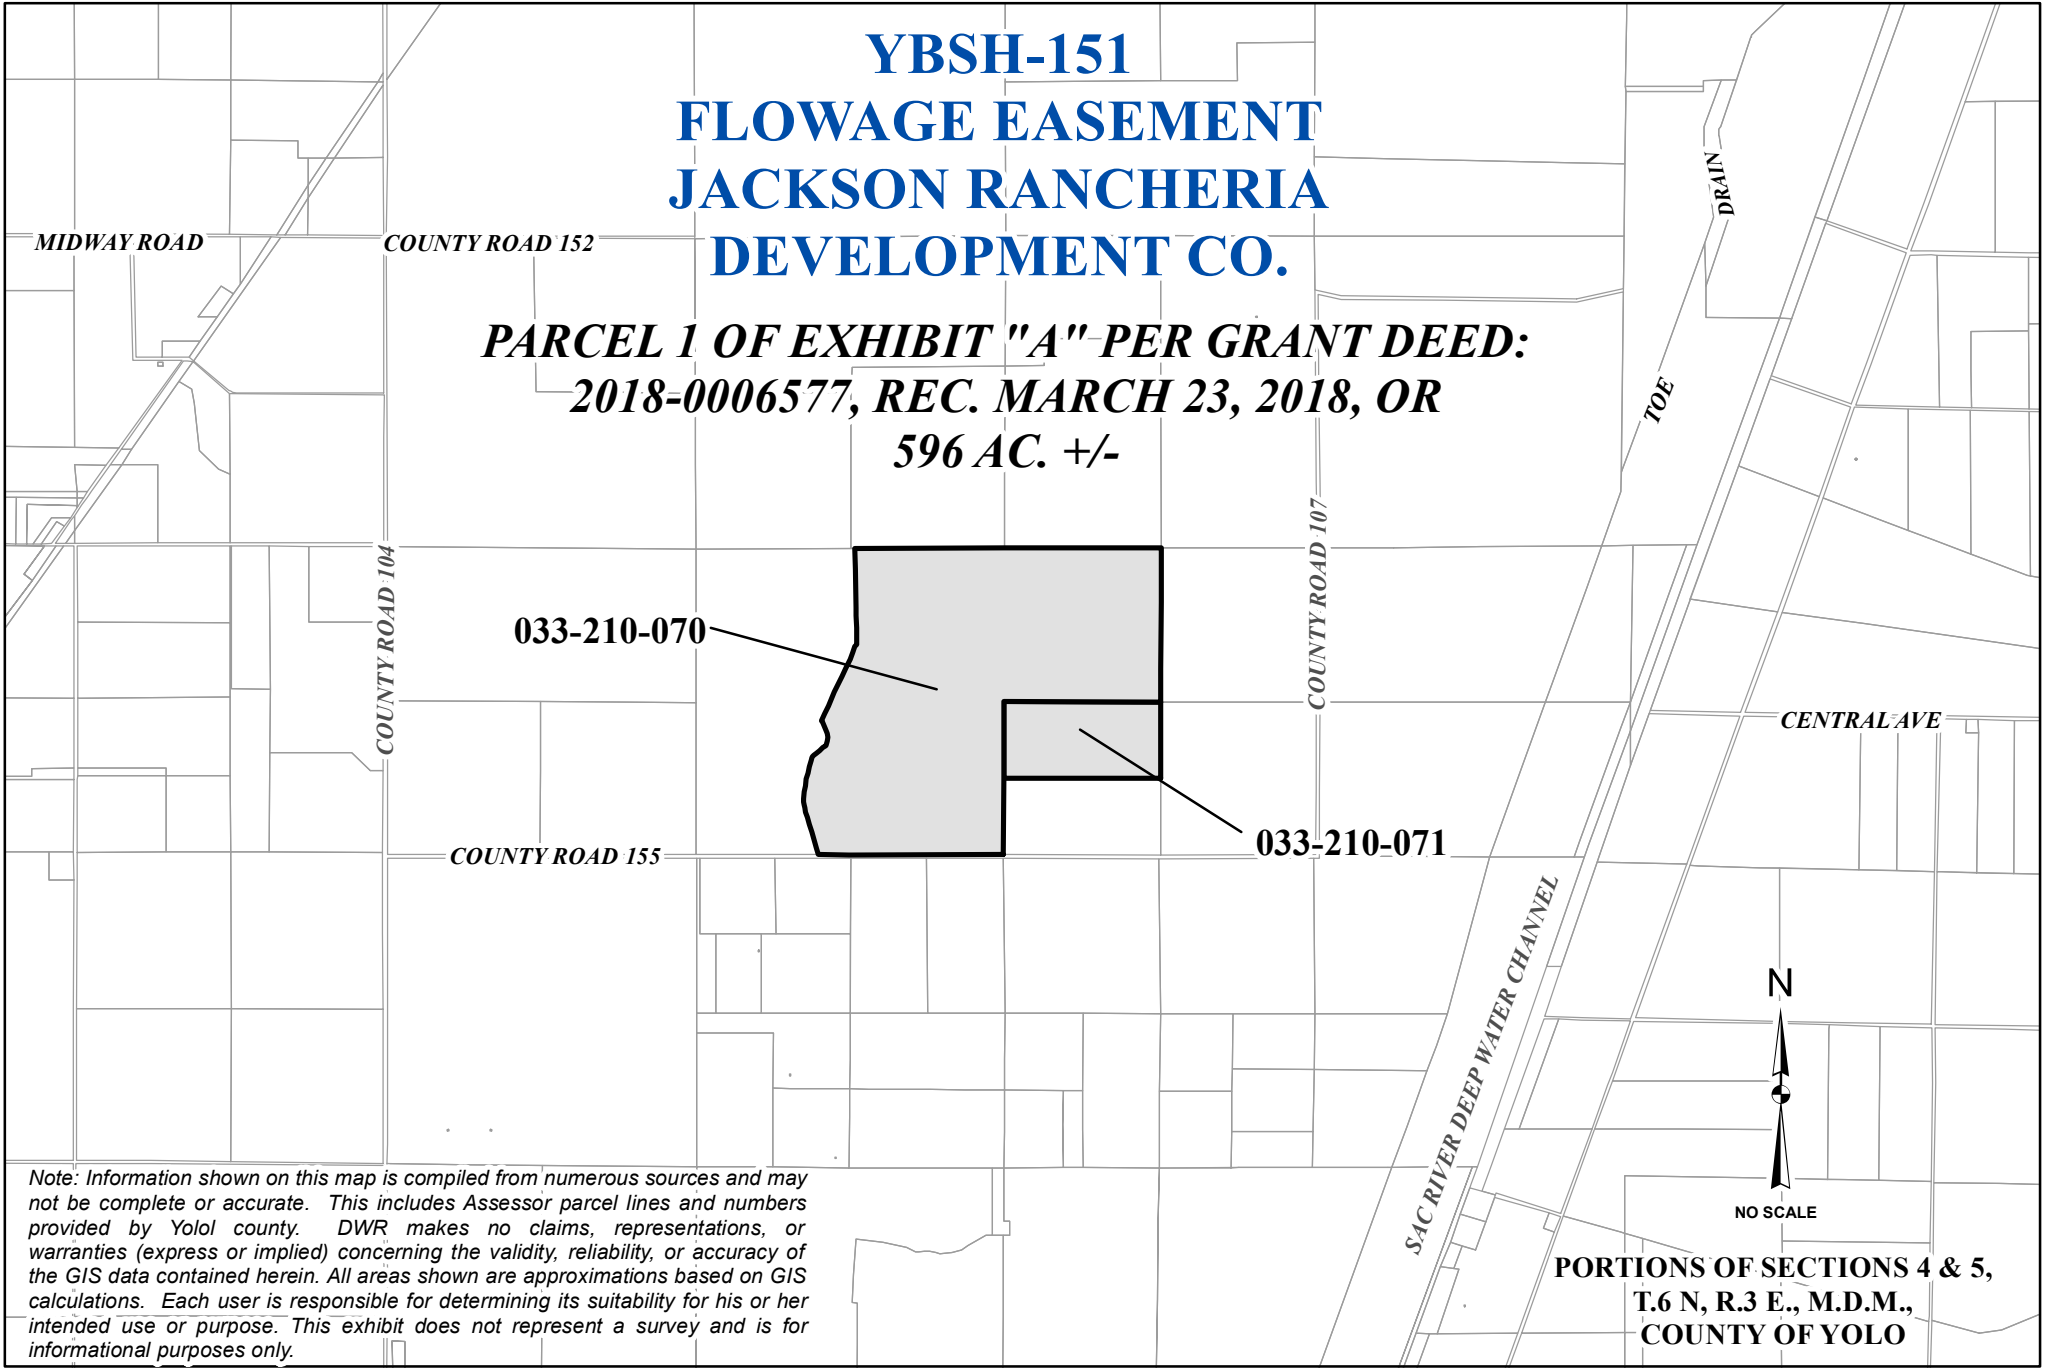 YBSH-151
FLOWAGE EASEMENT
JACKSON RANCHERIA
DEVELOPMENT CO.
PARCEL 1 OF EXHIBIT "A" PER GRANT DEED:
2018-0006577, REC. MARCH 23, 2018, OR
596 AC. +/-
MIDWAY ROAD
COUNTY ROAD 152
DRAIN
TOE
COUNTY ROAD 104
COUNTY ROAD 107
033-210-070
CENTRAL AVE
033-210-071
COUNTY ROAD 155
SAC RIVER DEEP WATER CHANNEL
N
NO SCALE
Note: Information shown on this map is compiled from numerous sources and may
not be complete or accurate. This includes Assessor parcel lines and numbers
provided by Yolol county. DWR makes no claims, representations, or
warranties (express or implied) concerning the validity, reliability, or accuracy of
the GIS data contained herein. All areas shown are approximations based on GIS
calculations. Each user is responsible for determining its suitability for his or her
intended use or purpose. This exhibit does not represent a survey and is for
informational purposes only.
PORTIONS OF SECTIONS 4 & 5,
T.6 N, R.3 E., M.D.M.,
COUNTY OF YOLO